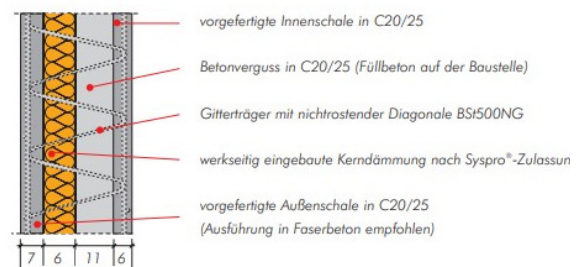 vorgefertigte Innenschale in C20/25
Betonverguss in C20/25 (Füllbeton auf der Baustelle)
Gitterträger mit nichtrostender Diagonale BSt500NG
werkseitig eingebaute Kerndämmung nach Syspro®-Zulassung
vorgefertigte Außenschale in C20/25
(Ausführung in Faserbeton empfohlen)
7 6 11 6